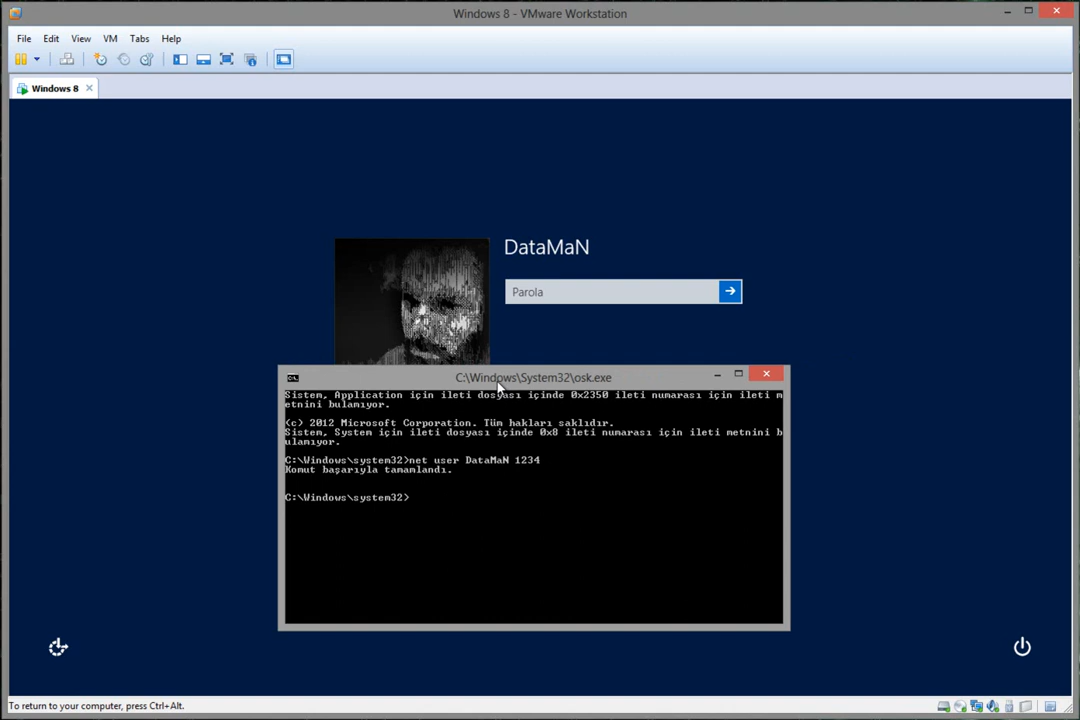 Windows 8 - VMware Workstation
File Edit View VM Tabs Help
Windows 8
DataMaN
Parola
C:\Windows\System32\osk.exe
Sistem, Application için ileti dosyası içinde 0x2350 ileti numarası için ileti m
etnini bulamıyor.
(c) 2012 Microsoft Corporation. Tüm hakları saklıdır.
Sistem, System için ileti dosyası içinde 0x8 ileti numarası için ileti metnini b
ulamıyor.
C:\Windows\system32>net user DataMaN 1234
Komut başarıyla tamamlandı.
C:\Windows\system32>
To return to your computer, press Ctrl+Alt.